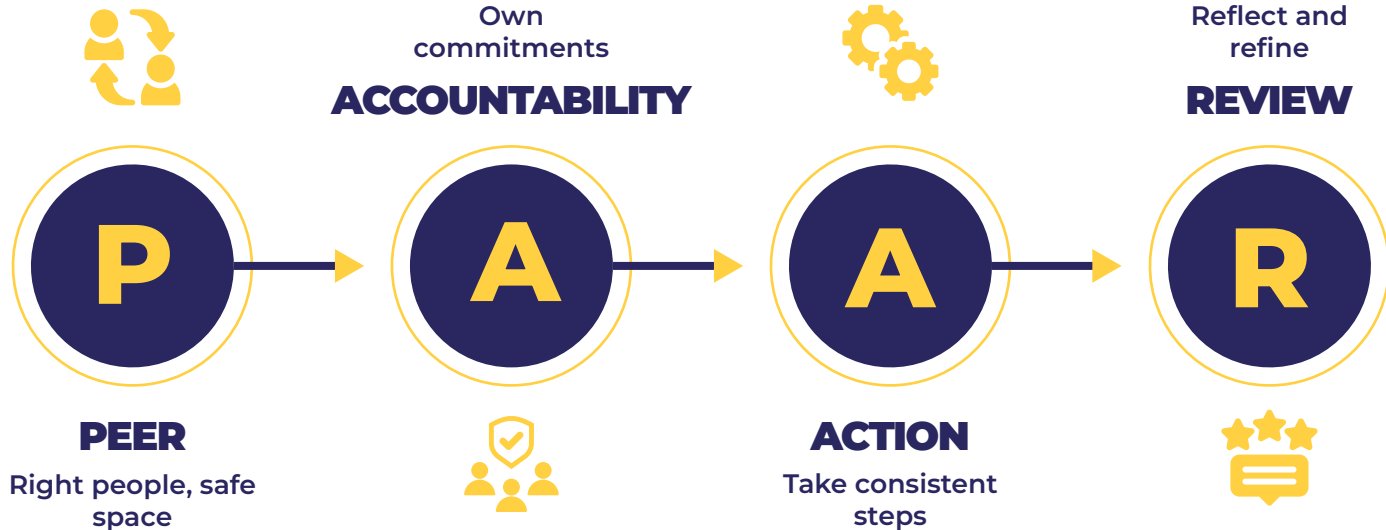 Own
commitments
ACCOUNTABILITY
Reflect and
refine
REVIEW
P
A
A
R
PEER
Right people, safe
space
ACTION
Take consistent
steps